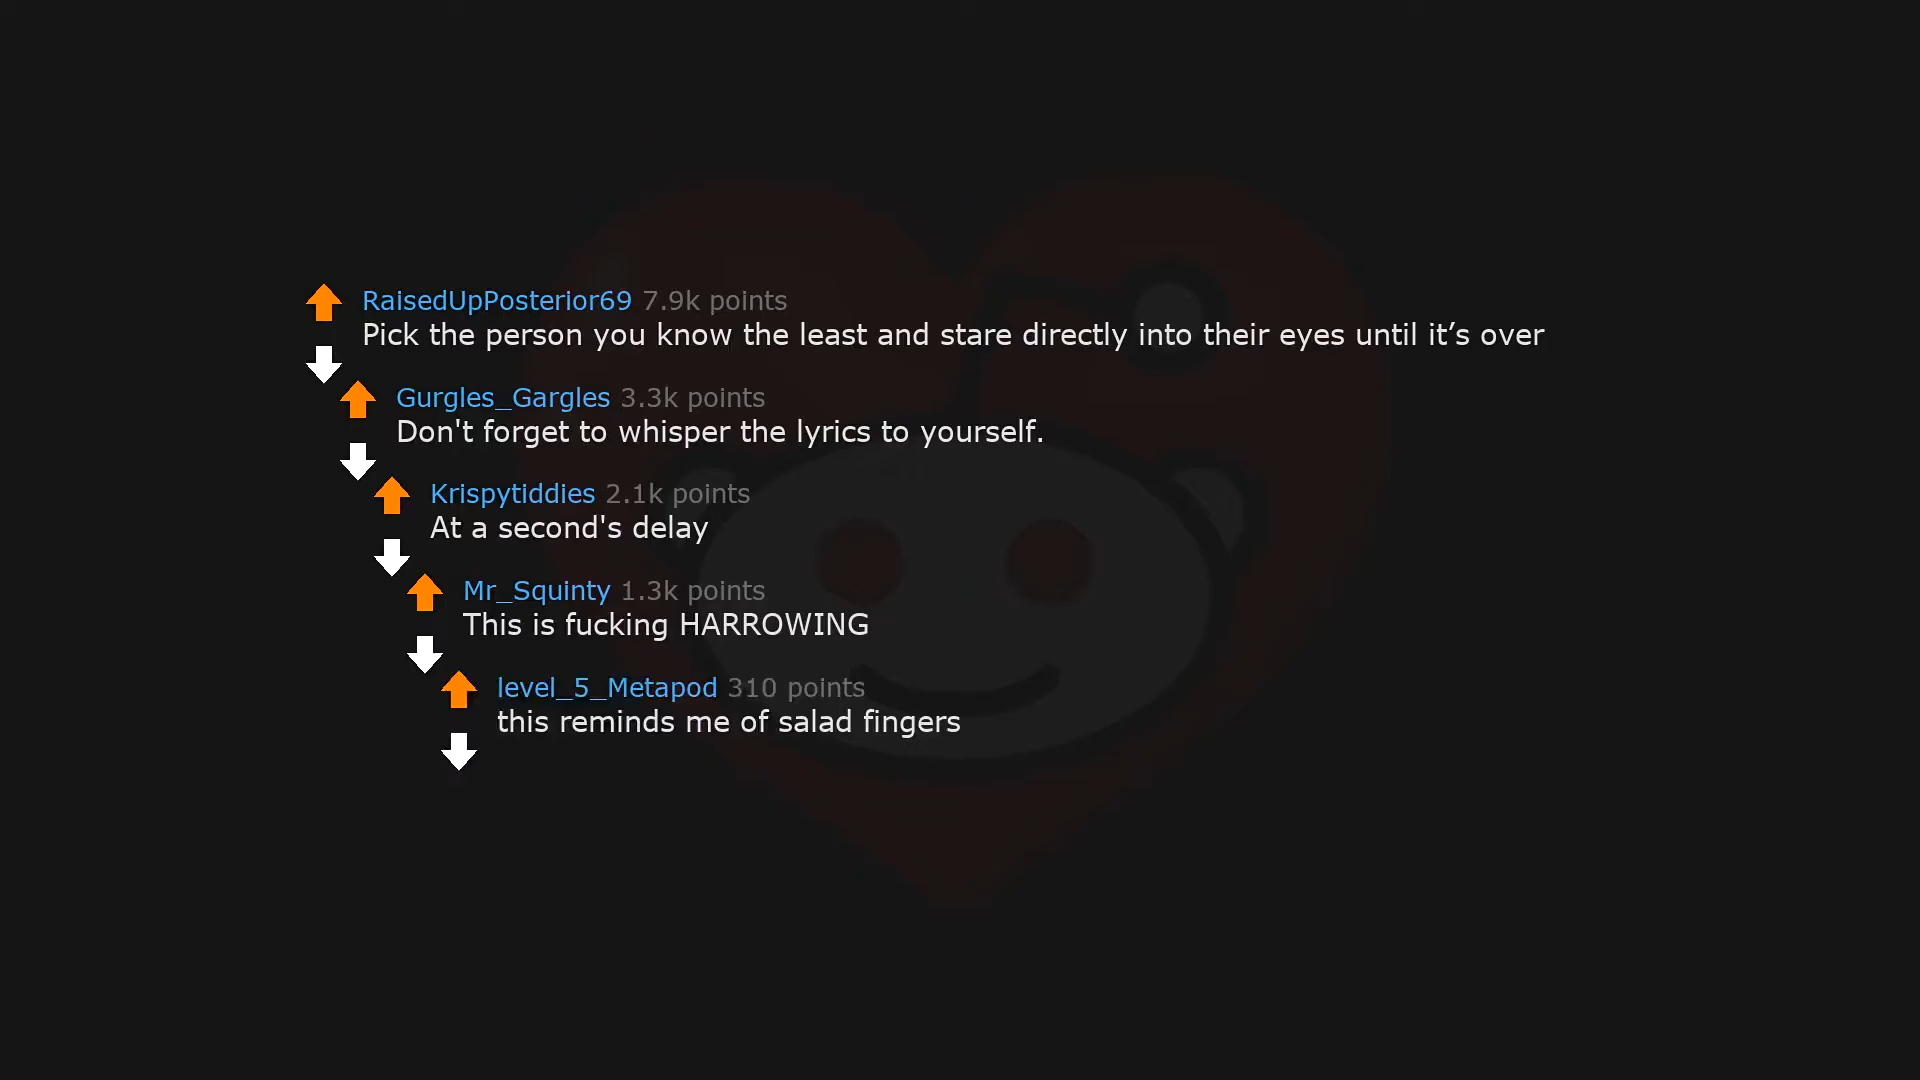 RaisedUpPosterior69 7.9k points
Pick the person you know the least and stare directly into their eyes until it’s over
Gurgles_Gargles 3.3k points
Don't forget to whisper the lyrics to yourself.
Krispytiddies 2.1k points
At a second's delay
Mr_Squinty 1.3k points
This is fucking HARROWING
level_5_Metapod 310 points
this reminds me of salad fingers